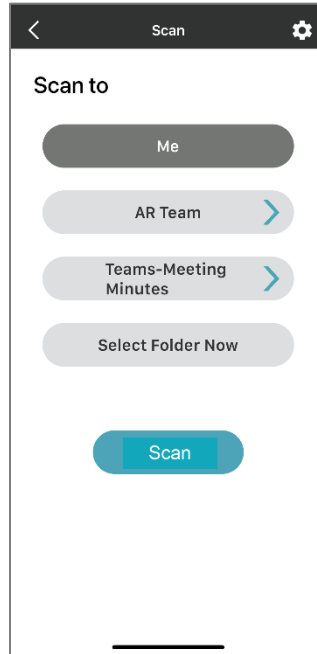 Scan
Scan to
Me
AR Team
Teams-Meeting
Minutes
Select Folder Now
Scan